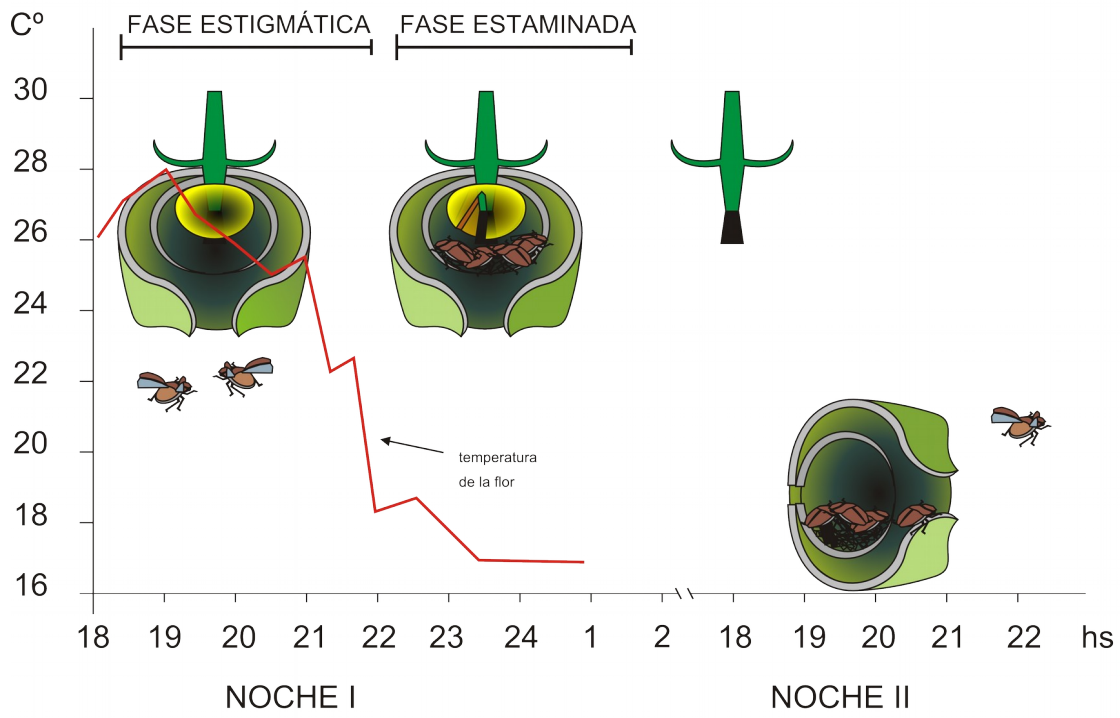 Cº
FASE ESTIGMÁTICA
FASE ESTAMINADA
30
28
26
24
22
20
18
16
temperatura
de la flor
18 19 20 21 22 23 24 1 2 18 19 20 21 22 hs
NOCHE I
NOCHE II